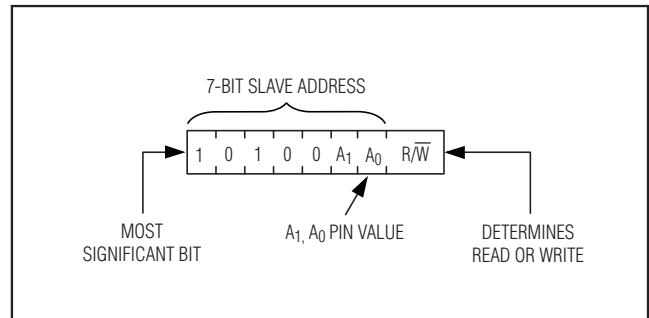 7-BIT SLAVE ADDRESS
1 0 1 0 0 A1 A0 R/W̅
MOST
SIGNIFICANT BIT
A1, A0 PIN VALUE
DETERMINES
READ OR WRITE